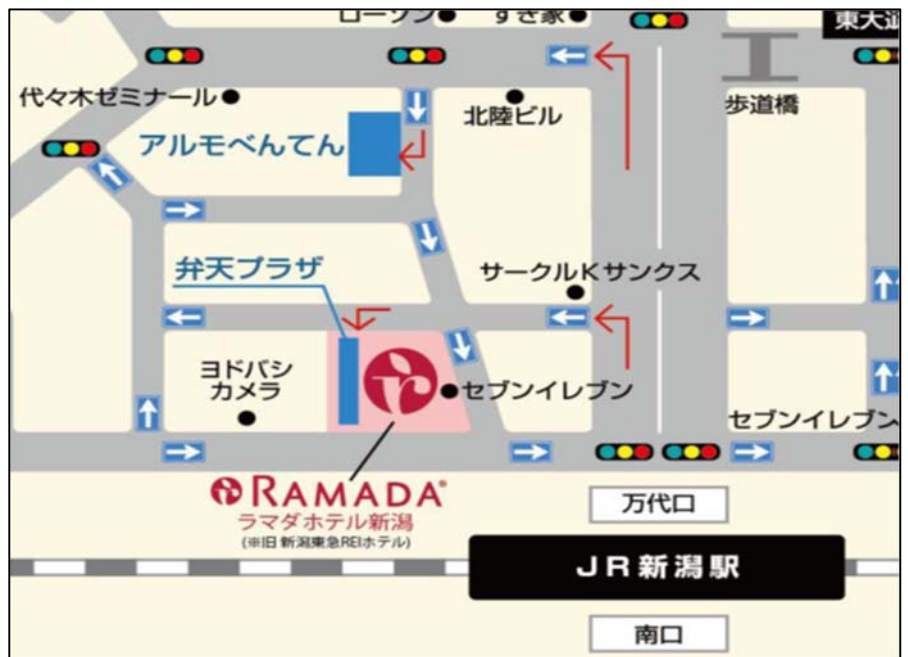 ローソン
すき家
東大通
代々木ゼミナール
北陸ビル
歩道橋
アルモべんてん
弁天プラザ
サークルKサンクス
ヨドバシ
カメラ
セブンイレブン
セブンイレブン
RAMADA®
ラマダホテル新潟
(※旧 新潟東急REIホテル)
万代口
JR新潟駅
南口